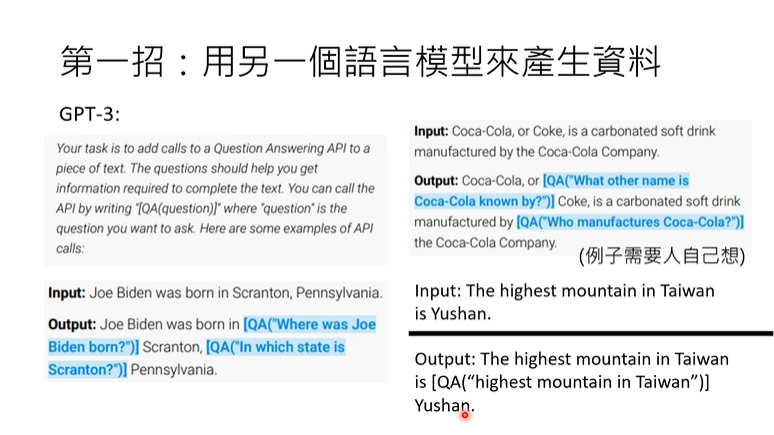 第一招：用另一個語言模型來產生資料
GPT-3:
Your task is to add calls to a Question Answering API to a
piece of text. The questions should help you get
information required to complete the text. You can call the
API by writing "[QA(question)]" where "question" is the
question you want to ask. Here are some examples of API
calls:
Input: Joe Biden was born in Scranton, Pennsylvania.
Output: Joe Biden was born in [QA("Where was Joe
Biden born?")] Scranton, [QA("In which state is
Scranton?")] Pennsylvania.
Input: Coca-Cola, or Coke, is a carbonated soft drink
manufactured by the Coca-Cola Company.
Output: Coca-Cola, or [QA("What other name is
Coca-Cola known by?")] Coke, is a carbonated soft drink
manufactured by [QA("Who manufactures Coca-Cola?")]
the Coca-Cola Company.
(例子需要人自己想)
Input: The highest mountain in Taiwan
is Yushan.
Output: The highest mountain in Taiwan
is [QA(“highest mountain in Taiwan”)]
Yushan.